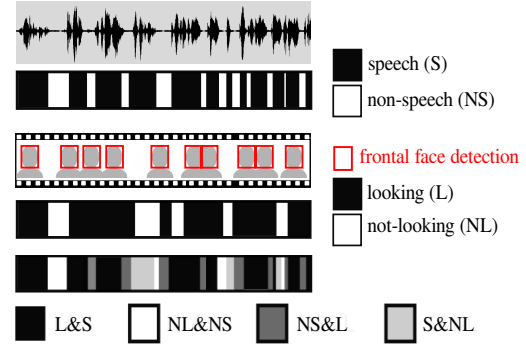 speech (S)
non-speech (NS)
frontal face detection
looking (L)
not-looking (NL)
L&S
NL&NS
NS&L
S&NL